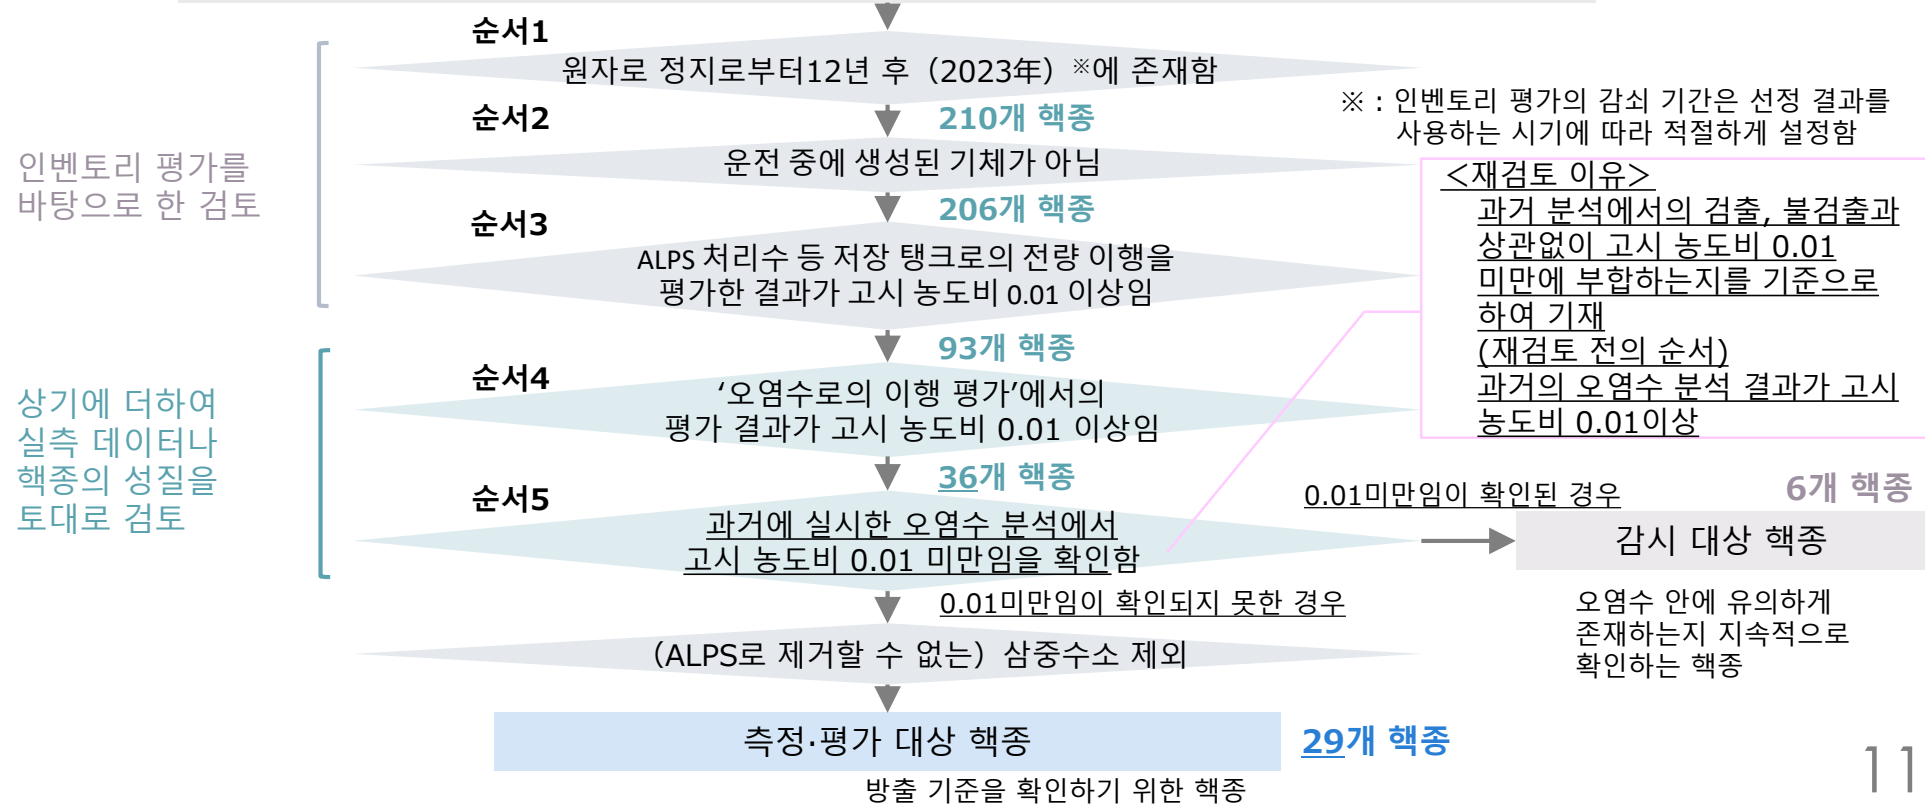 순서1
원자로 정지로부터12년 후（2023年）※에 존재함
순서2
210개 핵종
※ : 인벤토리 평가의 감쇠 기간은 선정 결과를
사용하는 시기에 따라 적절하게 설정함
인벤토리 평가를
바탕으로 한 검토
운전 중에 생성된 기체가 아님
206개 핵종
순서3
ALPS 처리수 등 저장 탱크로의 전량 이행을
평가한 결과가 고시 농도비 0.01 이상임
<재검토 이유>
과거 분석에서의 검출, 불검출과
상관없이 고시 농도비 0.01
미만에 부합하는지를 기준으로
하여 기재
(재검토 전의 순서)
과거의 오염수 분석 결과가 고시
농도비 0.01이상
93개 핵종
상기에 더하여
실측 데이터나
핵종의 성질을
토대로 검토
순서4
‘오염수로의 이행 평가’에서의
평가 결과가 고시 농도비 0.01 이상임
36개 핵종
순서5
과거에 실시한 오염수 분석에서
고시 농도비 0.01 미만임을 확인함
0.01미만임이 확인된 경우
6개 핵종
감시 대상 핵종
오염수 안에 유의하게
존재하는지 지속적으로
확인하는 핵종
0.01미만임이 확인되지 못한 경우
（ALPS로 제거할 수 없는）삼중수소 제외
측정·평가 대상 핵종
29개 핵종
방출 기준을 확인하기 위한 핵종
11